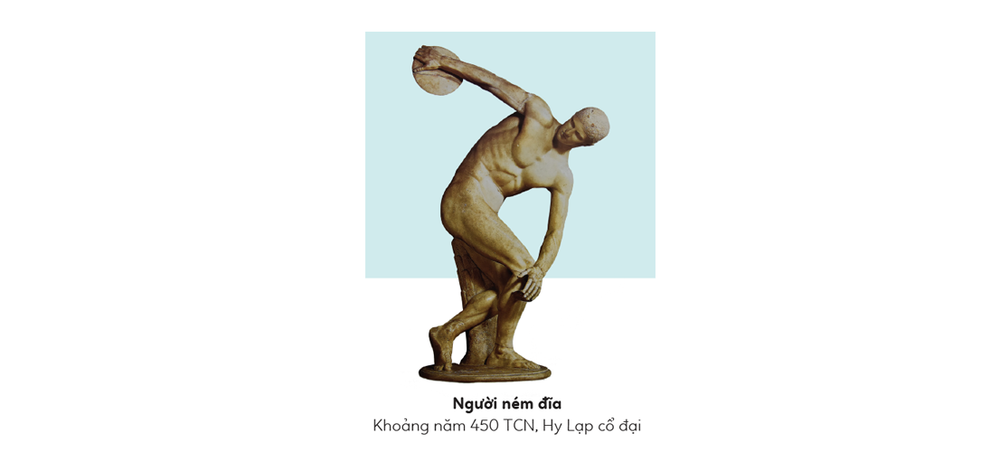 Người ném đĩa
Khoảng năm 450 TCN, Hy Lạp cổ đại